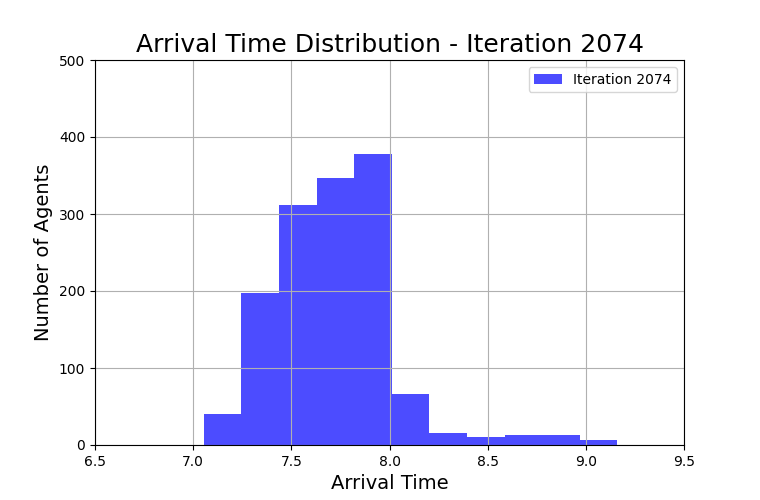 Arrival Time Distribution - Iteration 2074
Iteration 2074
500
400
300
200
100
0
Number of Agents
6.5 7.0 7.5 8.0 8.5 9.0 9.5
Arrival Time